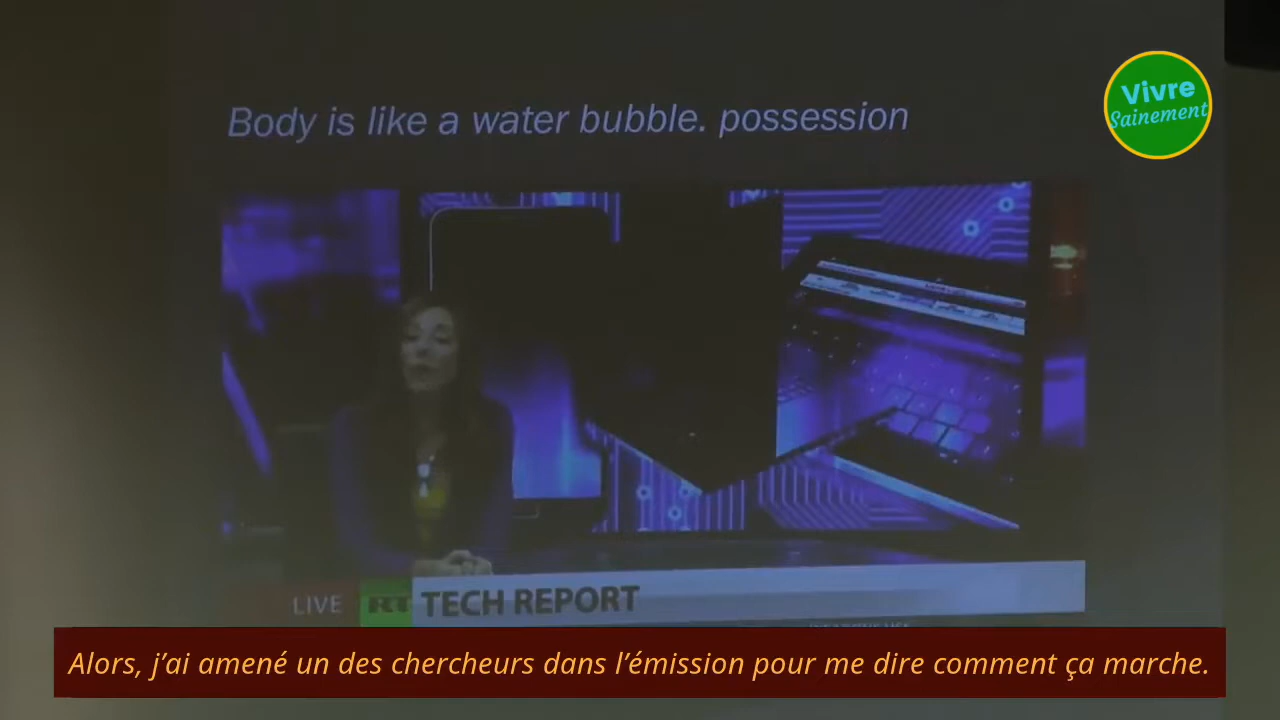 Body is like a water bubble. possession
Vivre
Sainement
LIVE RT TECH REPORT
Alors, j'ai amené un des chercheurs dans l'émission pour me dire comment ça marche.